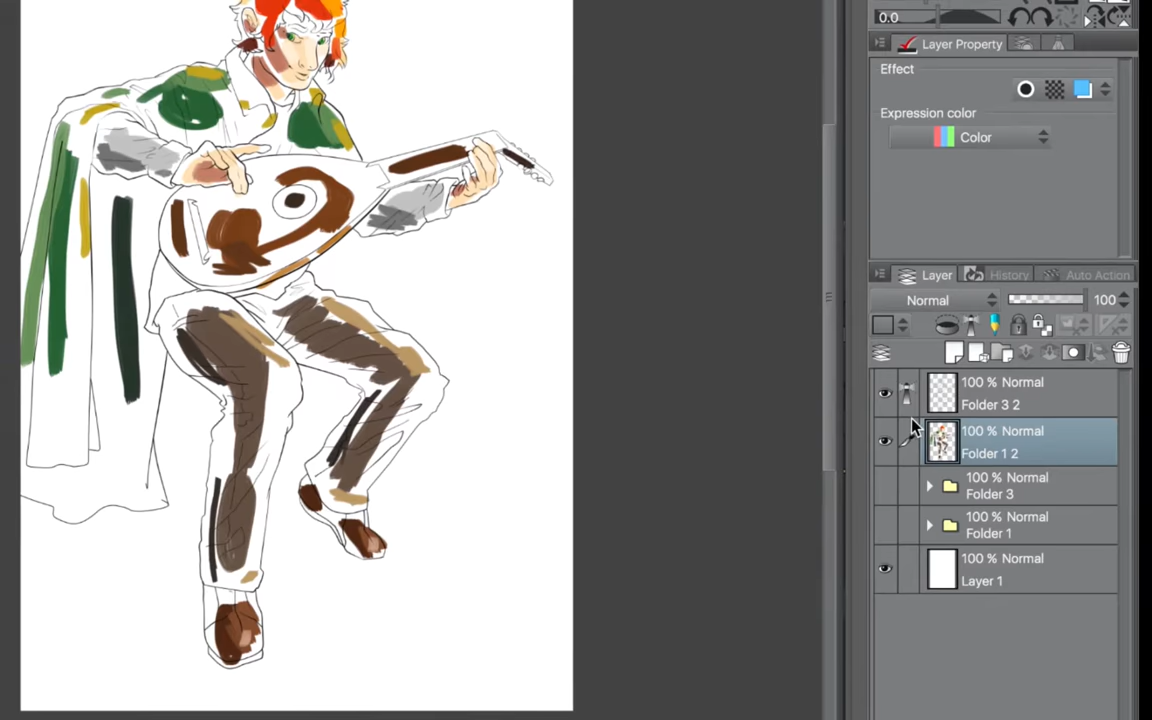 0.0
Layer Property
Effect
Expression color
Color
Layer
History
Auto Action
Normal
100
100 % Normal
Folder 3 2
100 % Normal
Folder 1 2
100 % Normal
Folder 3
100 % Normal
Folder 1
100 % Normal
Layer 1